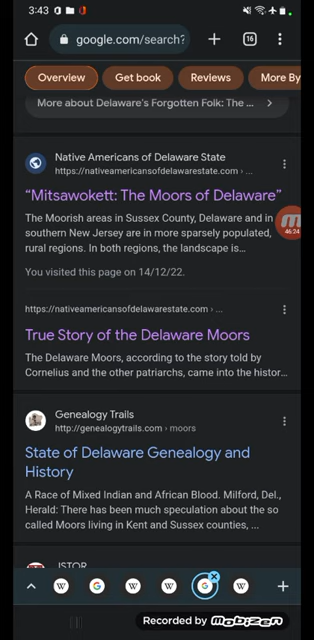 3:43
google.com/search?
16
Overview
Get book
Reviews
More By
More about Delaware's Forgotten Folk: The ...
Native Americans of Delaware State
https://nativeamericansofdelawarestate.com › ...
“Mitsawokett: The Moors of Delaware”
The Moorish areas in Sussex County, Delaware and in
southern New Jersey are in more sparsely populated,
rural regions. In both regions, the landscape is...
46:24
You visited this page on 14/12/22.
https://nativeamericansofdelawarestate.com › ...
True Story of the Delaware Moors
The Delaware Moors, according to the story told by
Cornelius and the other patriarchs, came into the histor...
Genealogy Trails
http://genealogytrails.com › moors
State of Delaware Genealogy and
History
A Race of Mixed Indian and African Blood. Milford, Del.,
Herald: There has been much speculation about the so
called Moors living in Kent and Sussex counties, ...
JSTOR
Recorded by Mobizen